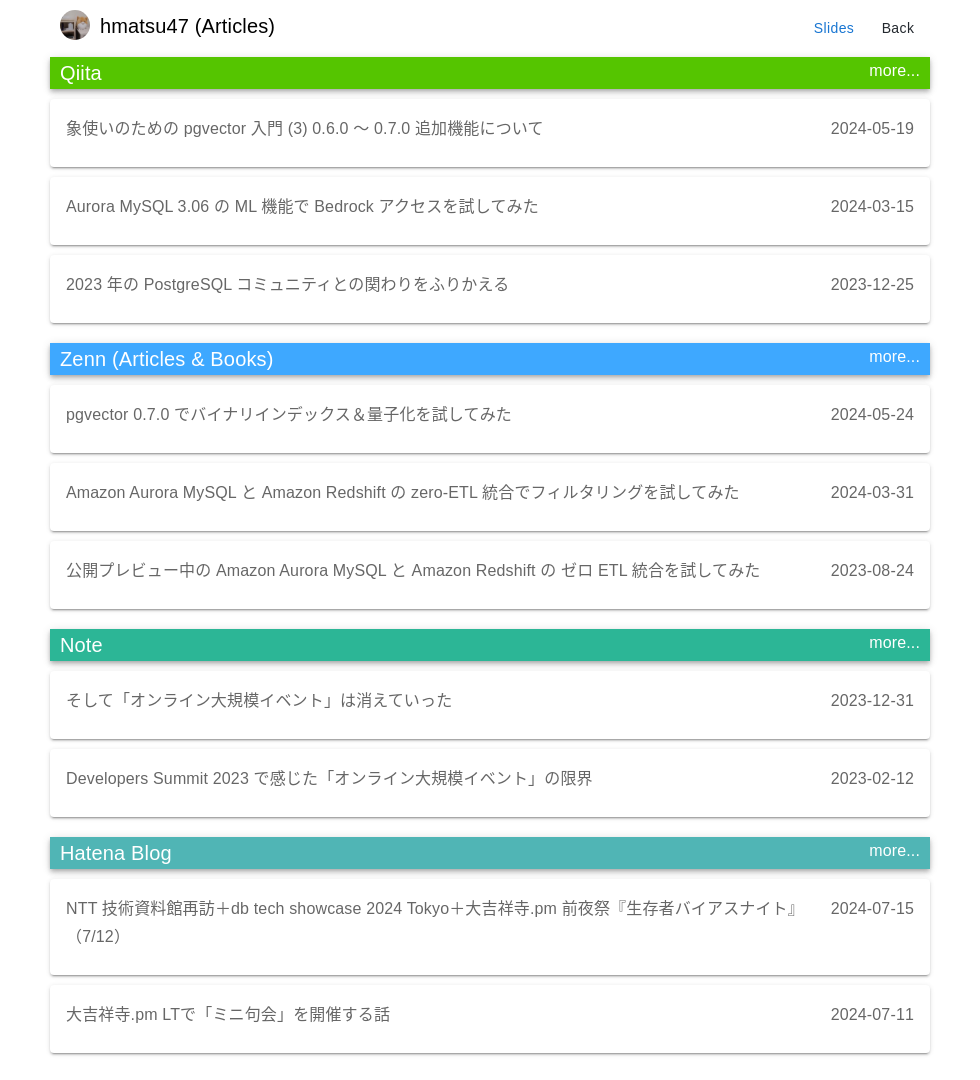 hmatsu47 (Articles)
Slides
Back
Qiita
more...
象使いのための pgvector 入門 (3) 0.6.0 〜 0.7.0 追加機能について
2024-05-19
Aurora MySQL 3.06 の ML 機能で Bedrock アクセスを試してみた
2024-03-15
2023 年の PostgreSQL コミュニティとの関わりをふりかえる
2023-12-25
Zenn (Articles & Books)
more...
pgvector 0.7.0 でバイナリインデックス＆量子化を試してみた
2024-05-24
Amazon Aurora MySQL と Amazon Redshift の zero-ETL 統合でフィルタリングを試してみた
2024-03-31
公開プレビュー中の Amazon Aurora MySQL と Amazon Redshift の ゼロ ETL 統合を試してみた
2023-08-24
Note
more...
そして「オンライン大規模イベント」は消えていった
2023-12-31
Developers Summit 2023 で感じた「オンライン大規模イベント」の限界
2023-02-12
Hatena Blog
more...
NTT 技術資料館再訪＋db tech showcase 2024 Tokyo＋大吉祥寺.pm 前夜祭『生存者バイアスナイト』
（7/12）
2024-07-15
大吉祥寺.pm LTで「ミニ句会」を開催する話
2024-07-11